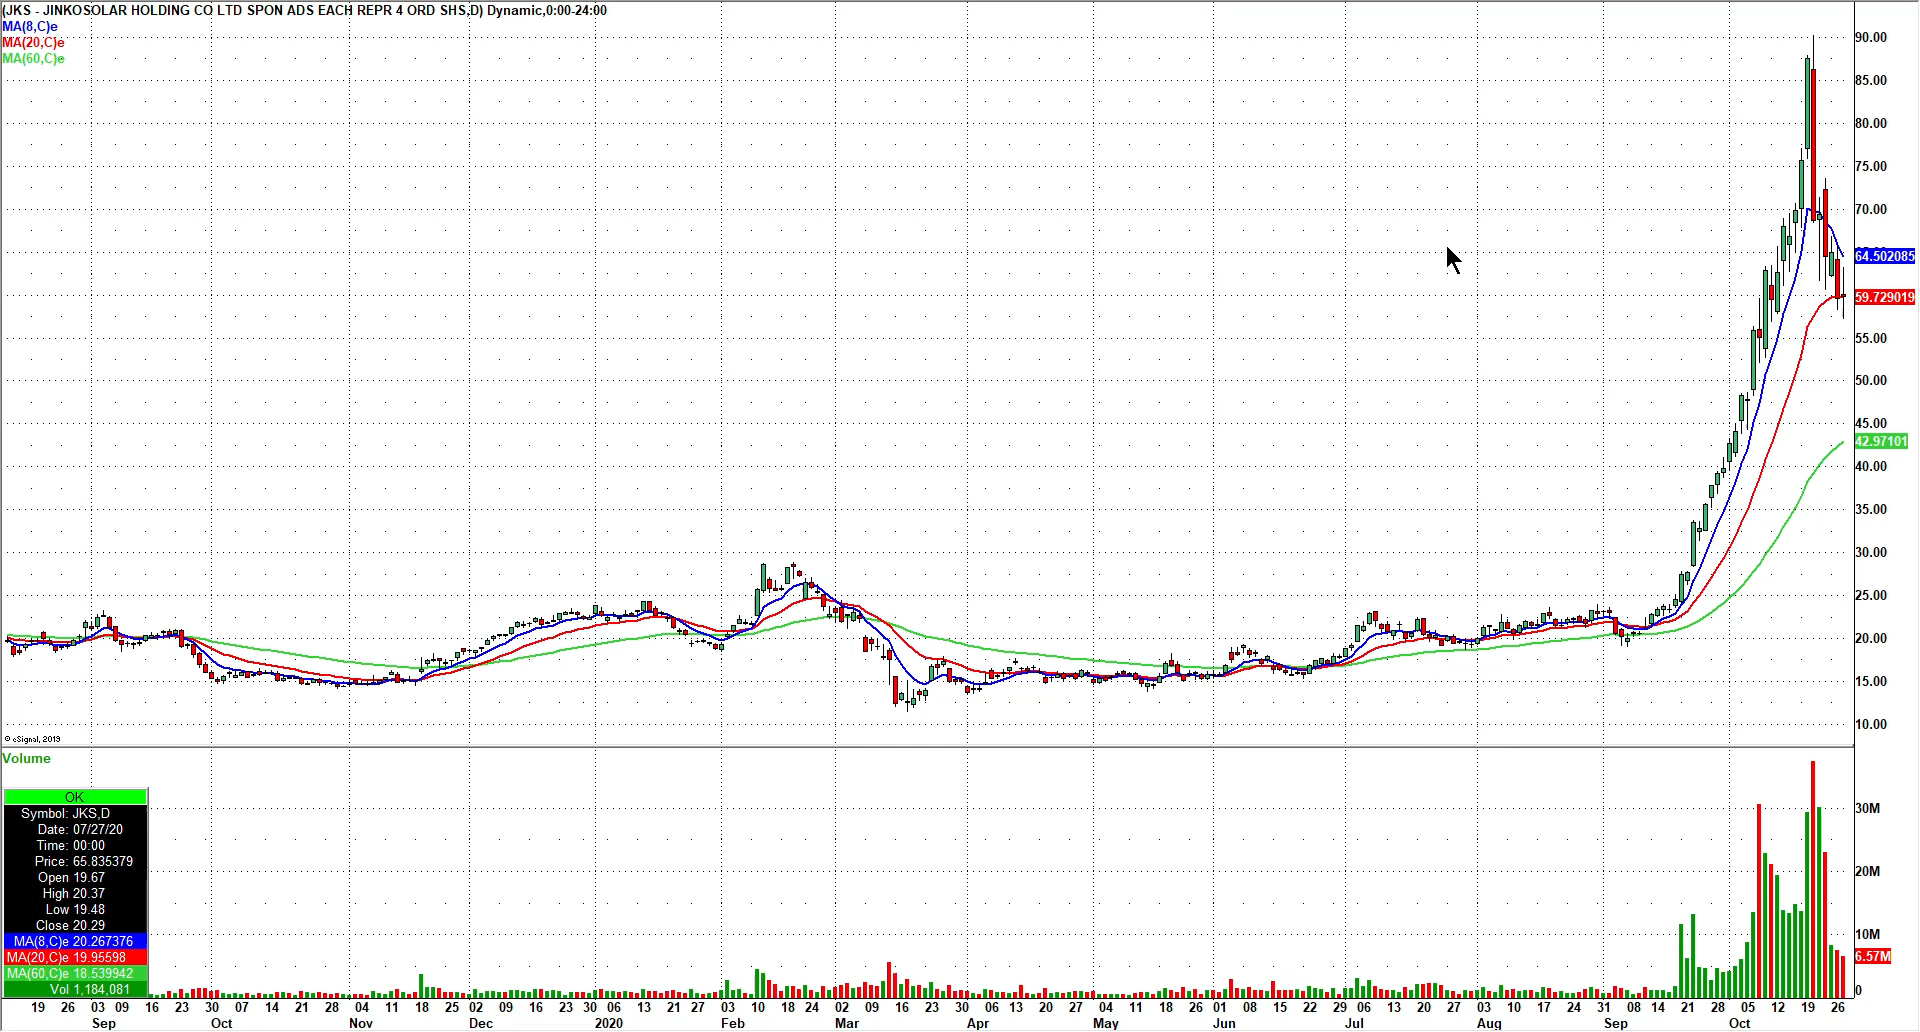 (JKS - JINKOSOLAR HOLDING CO LTD SPON ADS EACH REPR 4 ORD SHS,D) Dynamic,0:00-24:00
MA(8,C)e
MA(20,C)e
MA(60,C)e
90.00
85.00
80.00
75.00
70.00
64.502085
59.729019
55.00
50.00
45.00
42.97101
40.00
35.00
30.00
25.00
20.00
15.00
10.00
© eSignal, 2019
Volume
30M
20M
10M
6.57M
0
OK
Symbol: JKS,D
Date: 07/27/20
Time: 00:00
Price: 65.835379
Open 19.67
High 20.37
Low 19.48
Close 20.29
MA(8,C)e 20.267376
MA(20,C)e 19.95598
MA(60,C)e 18.539942
Vol 1,184,081
19 26 03 09 16 23 30 07 14 21 28 04 11 18 25 02 09 16 23 30 06 13 21 27 03 10 18 24 02 09 16 23 30 06 13 20 27 04 11 18 26 01 08 15 22 29 06 13 20 27 03 10 17 24 31 08 14 21 28 05 12 19 26
Sep Oct Nov Dec 2020 Feb Mar Apr May Jun Jul Aug Sep Oct